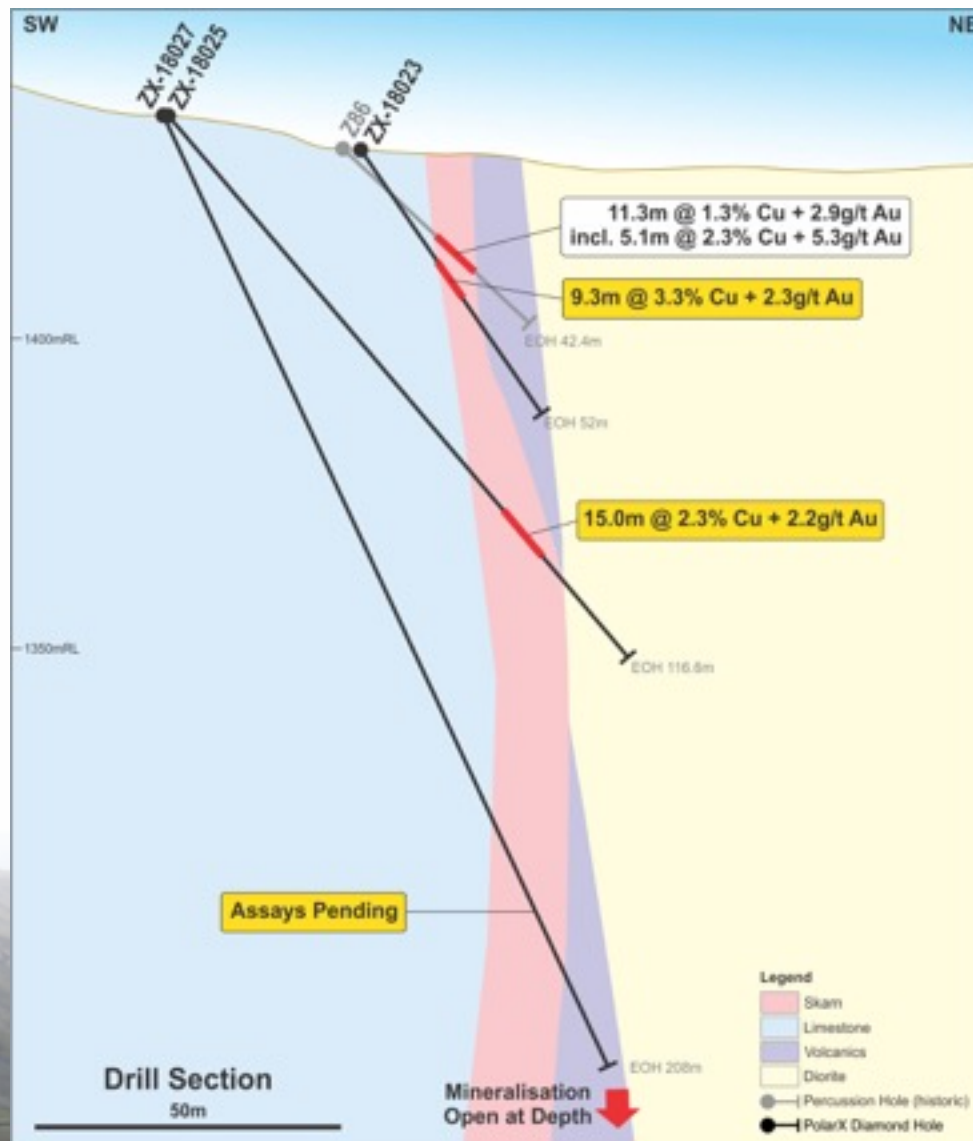 SW
NE
ZX-18027
ZX-18025
Z86
ZX-18023
11.3m @ 1.3% Cu + 2.9g/t Au
incl. 5.1m @ 2.3% Cu + 5.3g/t Au
9.3m @ 3.3% Cu + 2.3g/t Au
1400mRL
EOH 42.4m
EOH 52m
15.0m @ 2.3% Cu + 2.2g/t Au
1350mRL
EOH 116.8m
Assays Pending
Legend
Skarn
Limestone
Volcanics
Diorite
Percussion Hole (historic)
PolarX Diamond Hole
EOH 208m
Drill Section
50m
Mineralisation
Open at Depth